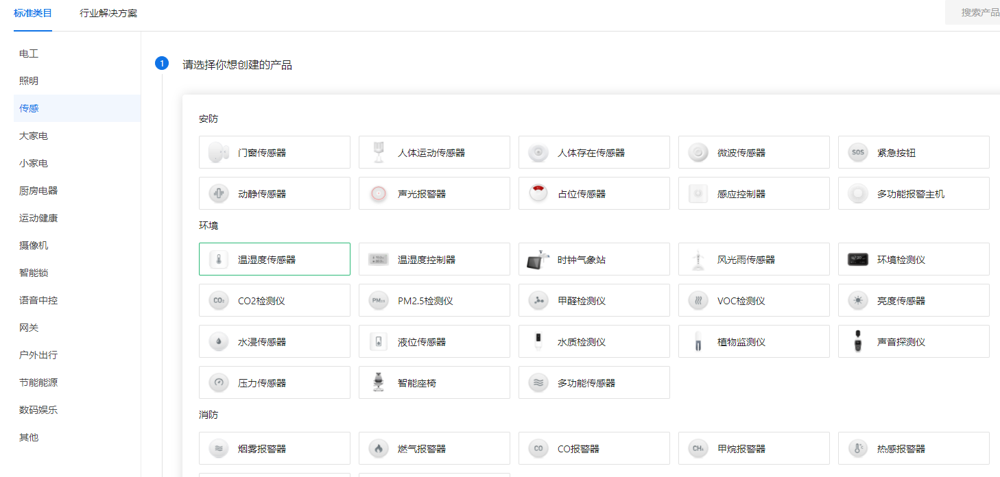 标准类目 行业解决方案 搜索产品
电工
照明
传感
大家电
小家电
厨房电器
运动健康
摄像机
智能锁
语音中控
网关
户外出行
节能能源
数码娱乐
其他
1 请选择你想创建的产品
安防
门窗传感器 人体运动传感器 人体存在传感器 微波传感器 SOS 紧急按钮
动静传感器 声光报警器 占位传感器 感应控制器 多功能报警主机
环境
温湿度传感器 温湿度控制器 时钟气象站 风光雨传感器 环境检测仪
CO₂ CO2检测仪 PM2.5 PM2.5检测仪 甲醛检测仪 VOC检测仪 亮度传感器
水浸传感器 液位传感器 水质检测仪 植物监测仪 声音探测仪
压力传感器 智能座椅 多功能传感器
消防
烟雾报警器 燃气报警器 CO CO报警器 CH₄ 甲烷报警器 热感报警器